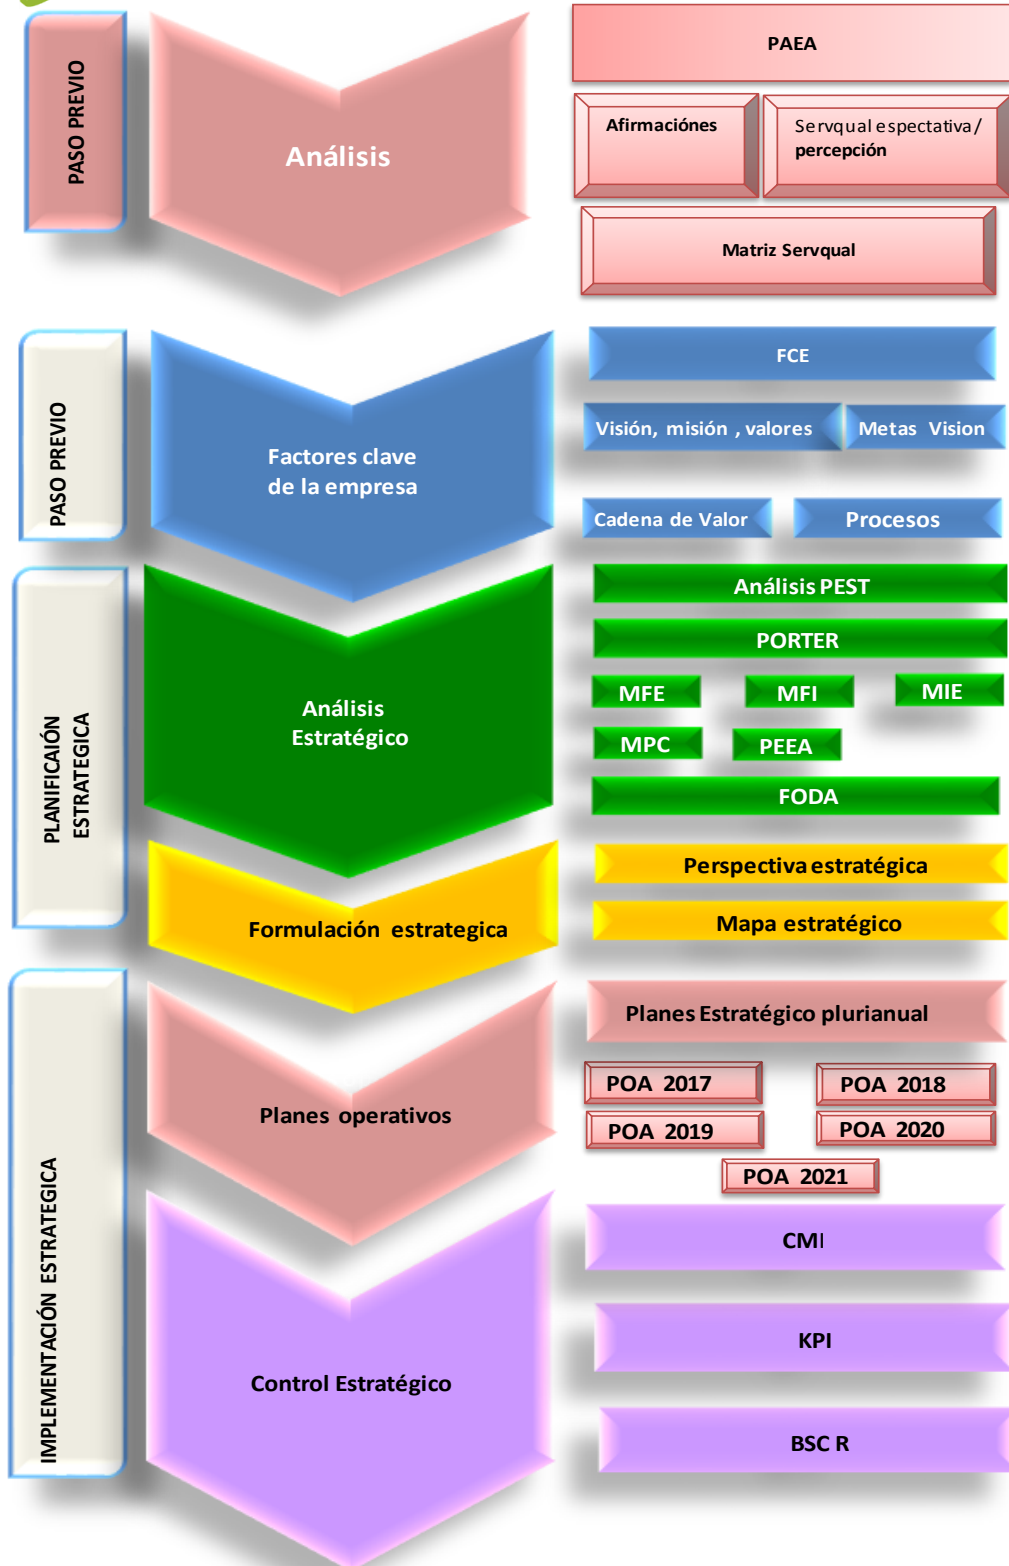 PASO PREVIO
Análisis
PAEA
Afirmaciónes
Servqual espectativa/
percepción
Matriz Servqual
PASO PREVIO
Factores clave
de la empresa
FCE
Visión, misión , valores
Metas Vision
Cadena de Valor
Procesos
PLANIFICAIÓN
ESTRATEGICA
Análisis
Estratégico
Análisis PEST
PORTER
MFE
MFI
MIE
MPC
PEEA
FODA
Formulación estrategica
Perspectiva estratégica
Mapa estratégico
IMPLEMENTACIÓN ESTRATEGICA
Planes operativos
Planes Estratégico plurianual
POA 2017
POA 2018
POA 2019
POA 2020
POA 2021
Control Estratégico
CMI
KPI
BSC R